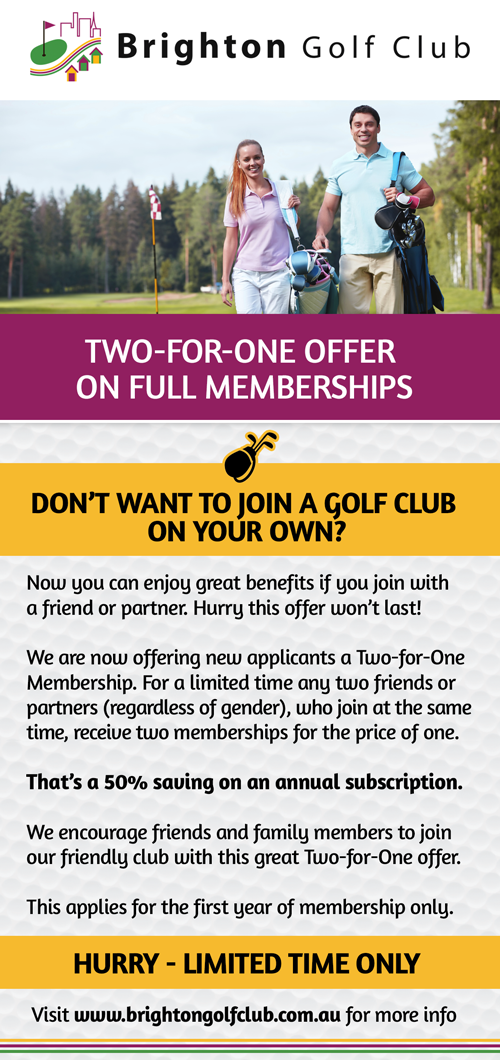 Brighton Golf Club
TWO-FOR-ONE OFFER
ON FULL MEMBERSHIPS
DON'T WANT TO JOIN A GOLF CLUB
ON YOUR OWN?
Now you can enjoy great benefits if you join with
a friend or partner. Hurry this offer won't last!
We are now offering new applicants a Two-for-One
Membership. For a limited time any two friends or
partners (regardless of gender), who join at the same
time, receive two memberships for the price of one.
That's a 50% saving on an annual subscription.
We encourage friends and family members to join
our friendly club with this great Two-for-One offer.
This applies for the first year of membership only.
HURRY - LIMITED TIME ONLY
Visit www.brightongolfclub.com.au for more info